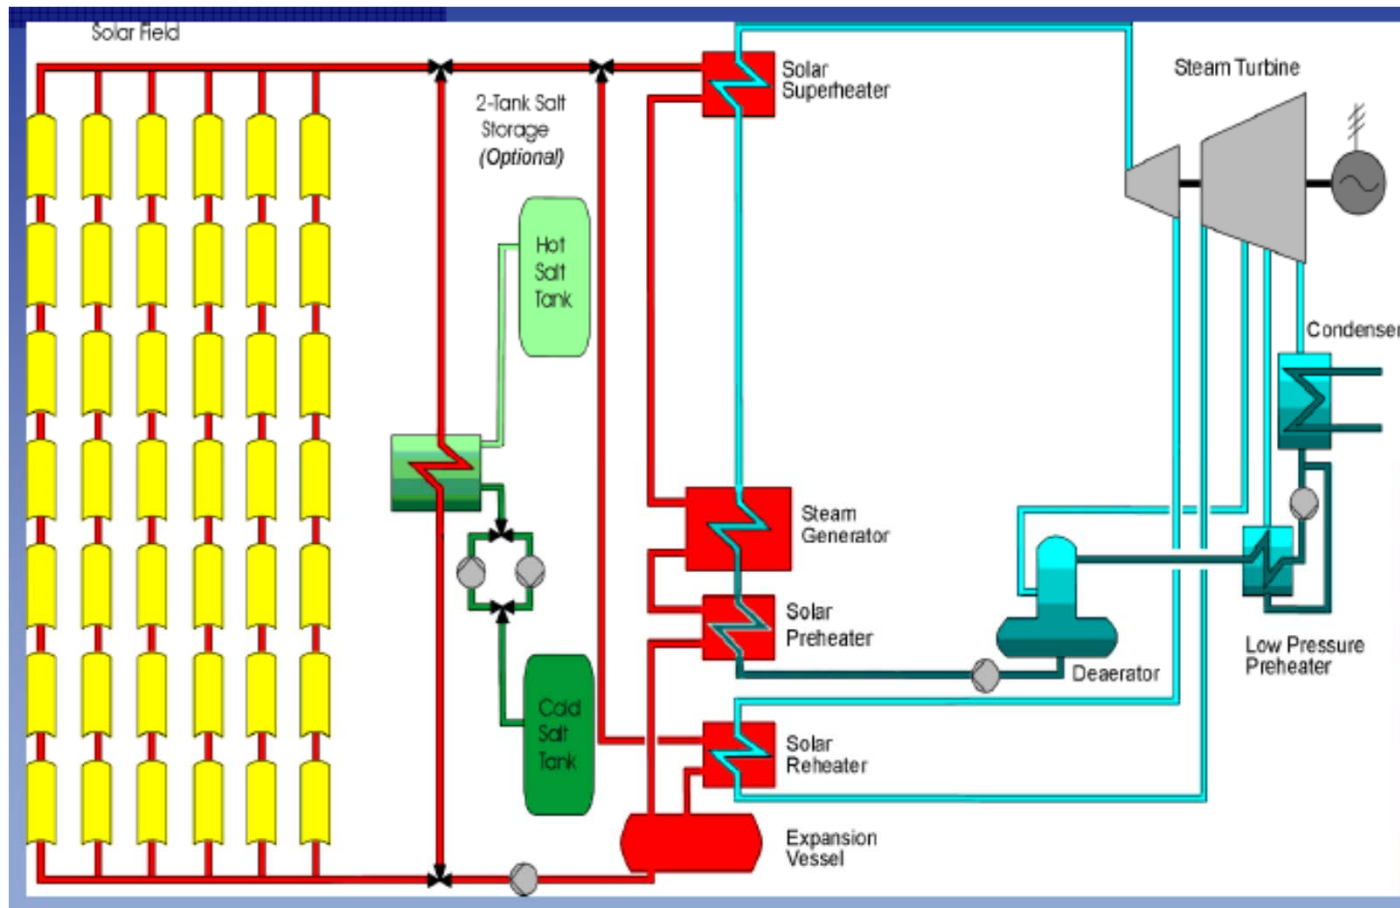 Solar Field
2-Tank Salt
Storage
(Optional)
Hot
Salt
Tank
Cold
Salt
Tank
Solar
Superheater
Steam
Generator
Solar
Preheater
Solar
Reheater
Expansion
Vessel
Steam Turbine
Condenser
Low Pressure
Preheater
Deaerator